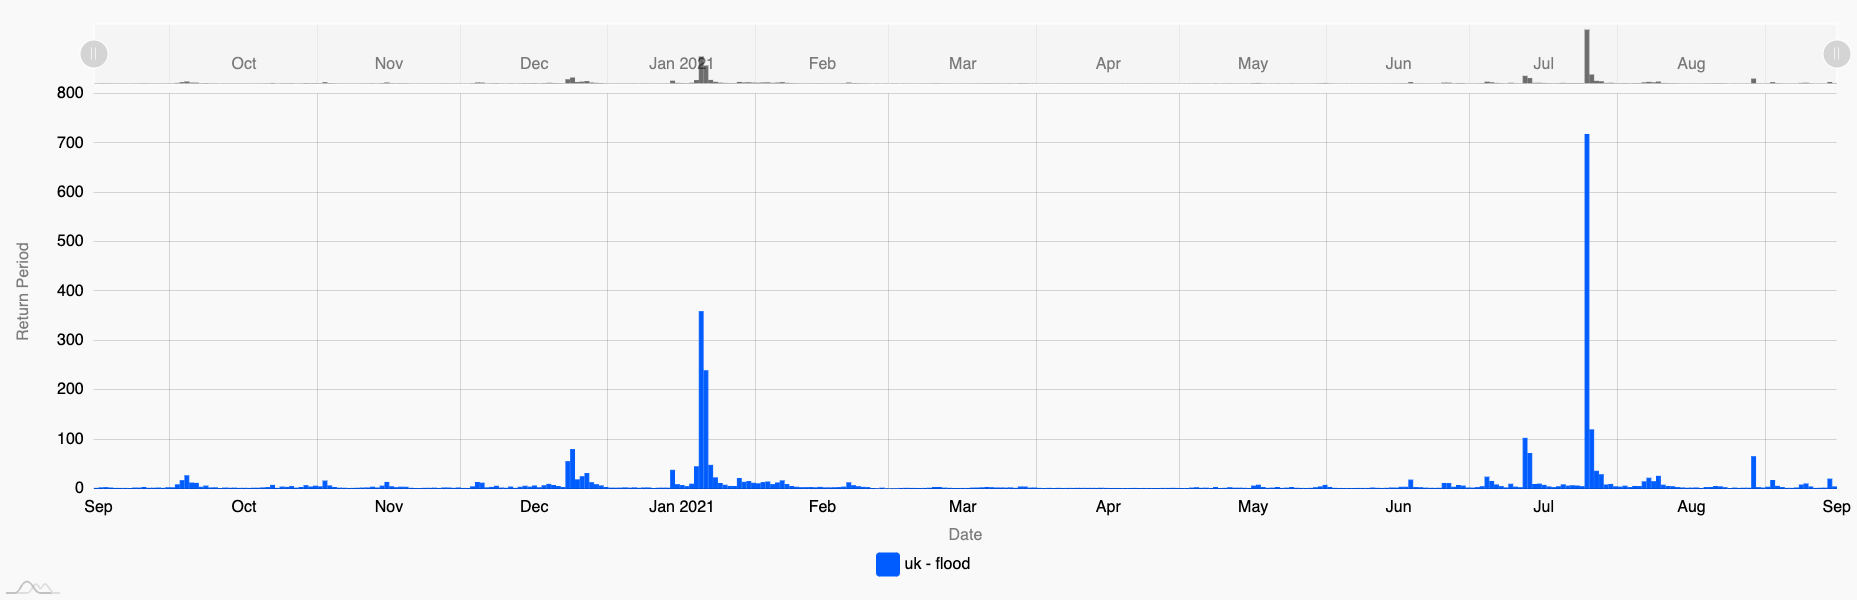 Oct Nov Dec Jan 2021 Feb Mar Apr May Jun Jul Aug
800
700
600
500
400
300
200
100
0
Return Period
Sep Oct Nov Dec Jan 2021 Feb Mar Apr May Jun Jul Aug Sep
Date
uk - flood